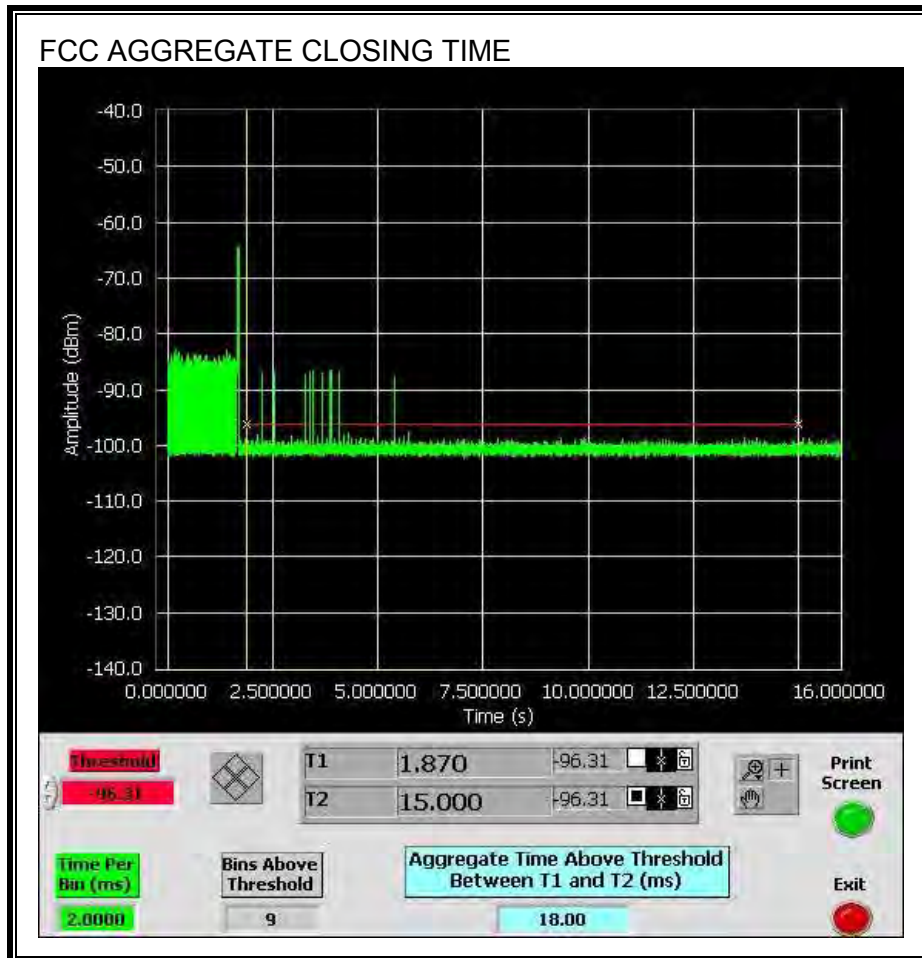 FCC AGGREGATE CLOSING TIME
-40.0
-50.0
-60.0
-70.0
-80.0
-90.0
-100.0
-110.0
-120.0
-130.0
-140.0
Amplitude (dBm)
0.000000 2.500000 5.000000 7.500000 10.000000 12.500000 16.000000
Time (s)
Threshold
-96.31
T1 1.870 -96.31
T2 15.000 -96.31
Print
Screen
Time Per
Bin (ms)
2.0000
Bins Above
Threshold
9
Aggregate Time Above Threshold
Between T1 and T2 (ms)
18.00
Exit